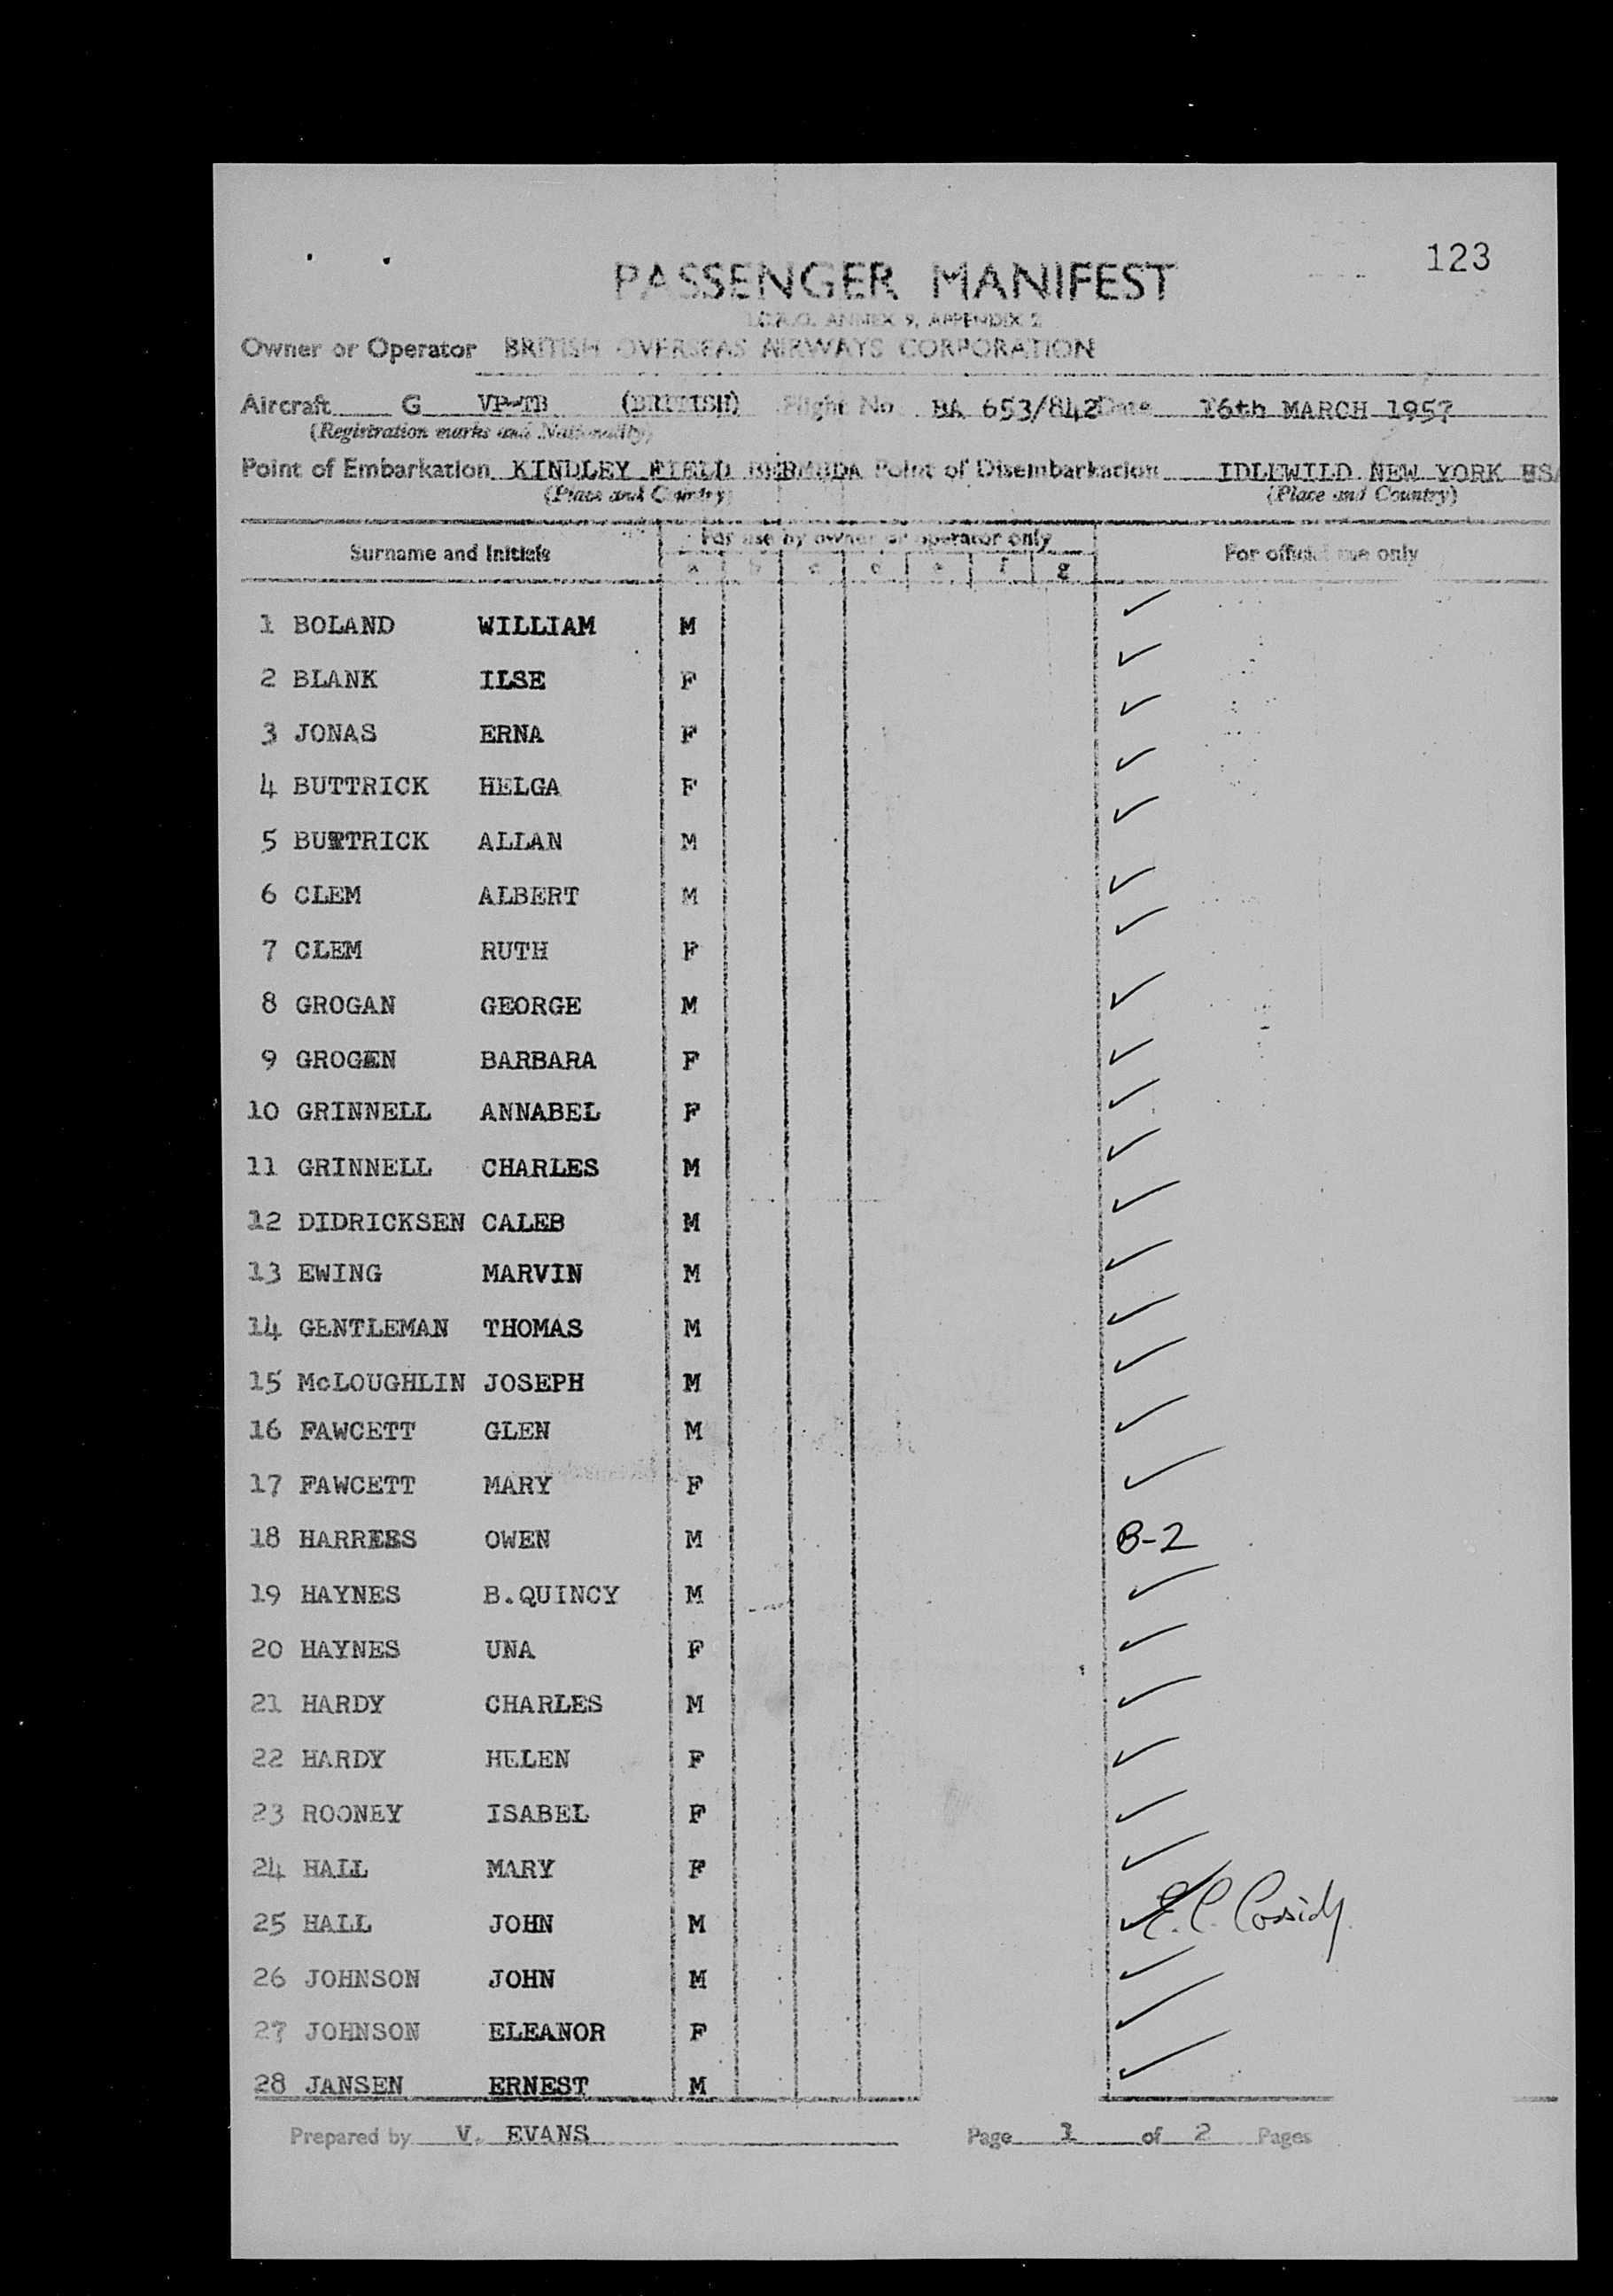 123
PASSENGER MANIFEST
I.C.A.O. ANNEX 9, APPENDIX 2
Owner or Operator BRITISH OVERSEAS AIRWAYS CORPORATION
Aircraft G VP-TB (BRITISH) Flight No BA 653/842 Date 16th MARCH 1957
(Registration marks and Nationality)
Point of Embarkation KINDLEY FIELD BERMUDA Point of Disembarkation IDLEWILD NEW YORK USA
(Place and Country) (Place and Country)
Surname and Initials For use by owner or operator only For official use only
a b c e f g
1 BOLAND WILLIAM M ✓
2 BLANK ILSE F ✓
3 JONAS ERNA F ✓
4 BUTTRICK HELGA F ✓
5 BUTTRICK ALLAN M ✓
6 CLEM ALBERT M ✓
7 CLEM RUTH F ✓
8 GROGAN GEORGE M ✓
9 GROGEN BARBARA F ✓
10 GRINNELL ANNABEL F ✓
11 GRINNELL CHARLES M ✓
12 DIDRICKSEN CALEB M ✓
13 EWING MARVIN M ✓
14 GENTLEMAN THOMAS M ✓
15 McLOUGHLIN JOSEPH M ✓
16 FAWCETT GLEN M ✓
17 FAWCETT MARY F ✓
18 OWEN M B-2
19 HAYNES B.QUINCY M ✓
20 HAYNES UNA F ✓
21 HARDY CHARLES M ✓
22 HARDY HELEN F ✓
23 ROONEY ISABEL F ✓
24 HALL MARY F ✓
25 HALL JOHN M ✓ E.C. Cassidy
26 JOHNSON JOHN M ✓
27 JOHNSON ELEANOR F ✓
28 JANSEN ERNEST M ✓
Prepared by V. EVANS Page 1 of 2 Pages